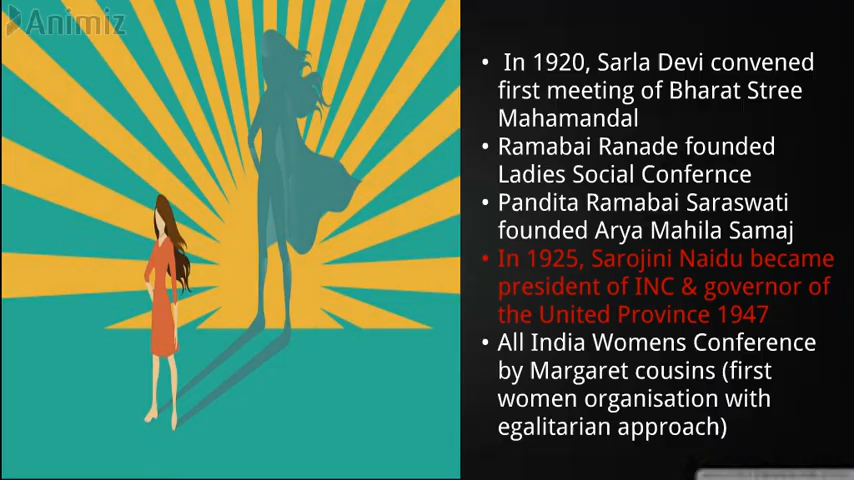 Animiz
• In 1920, Sarla Devi convened
first meeting of Bharat Stree
Mahamandal
• Ramabai Ranade founded
Ladies Social Confernce
• Pandita Ramabai Saraswati
founded Arya Mahila Samaj
• In 1925, Sarojini Naidu became
president of INC & governor of
the United Province 1947
• All India Womens Conference
by Margaret cousins (first
women organisation with
egalitarian approach)